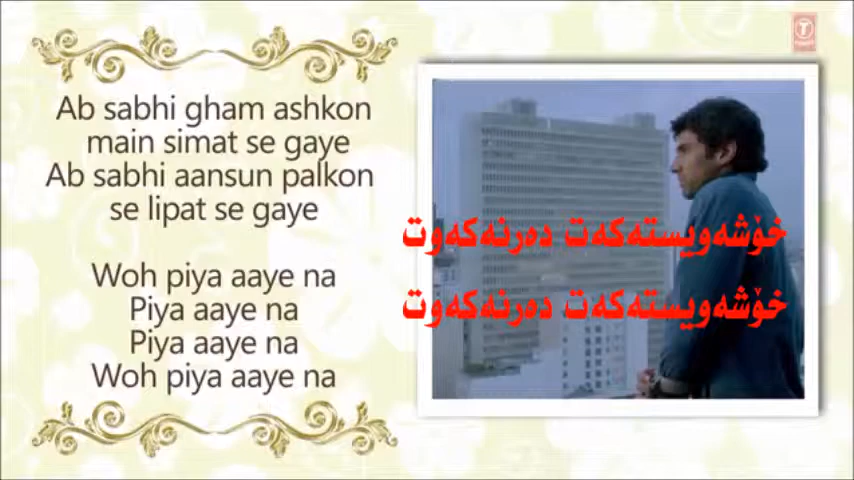 Ab sabhi gham ashkon
main simat se gaye
Ab sabhi aansun palkon
se lipat se gaye
Woh piya aaye na
Piya aaye na
Piya aaye na
Woh piya aaye na
خۆشەویستەکەت دەرنەکەوت
خۆشەویستەکەت دەرنەکەوت
T